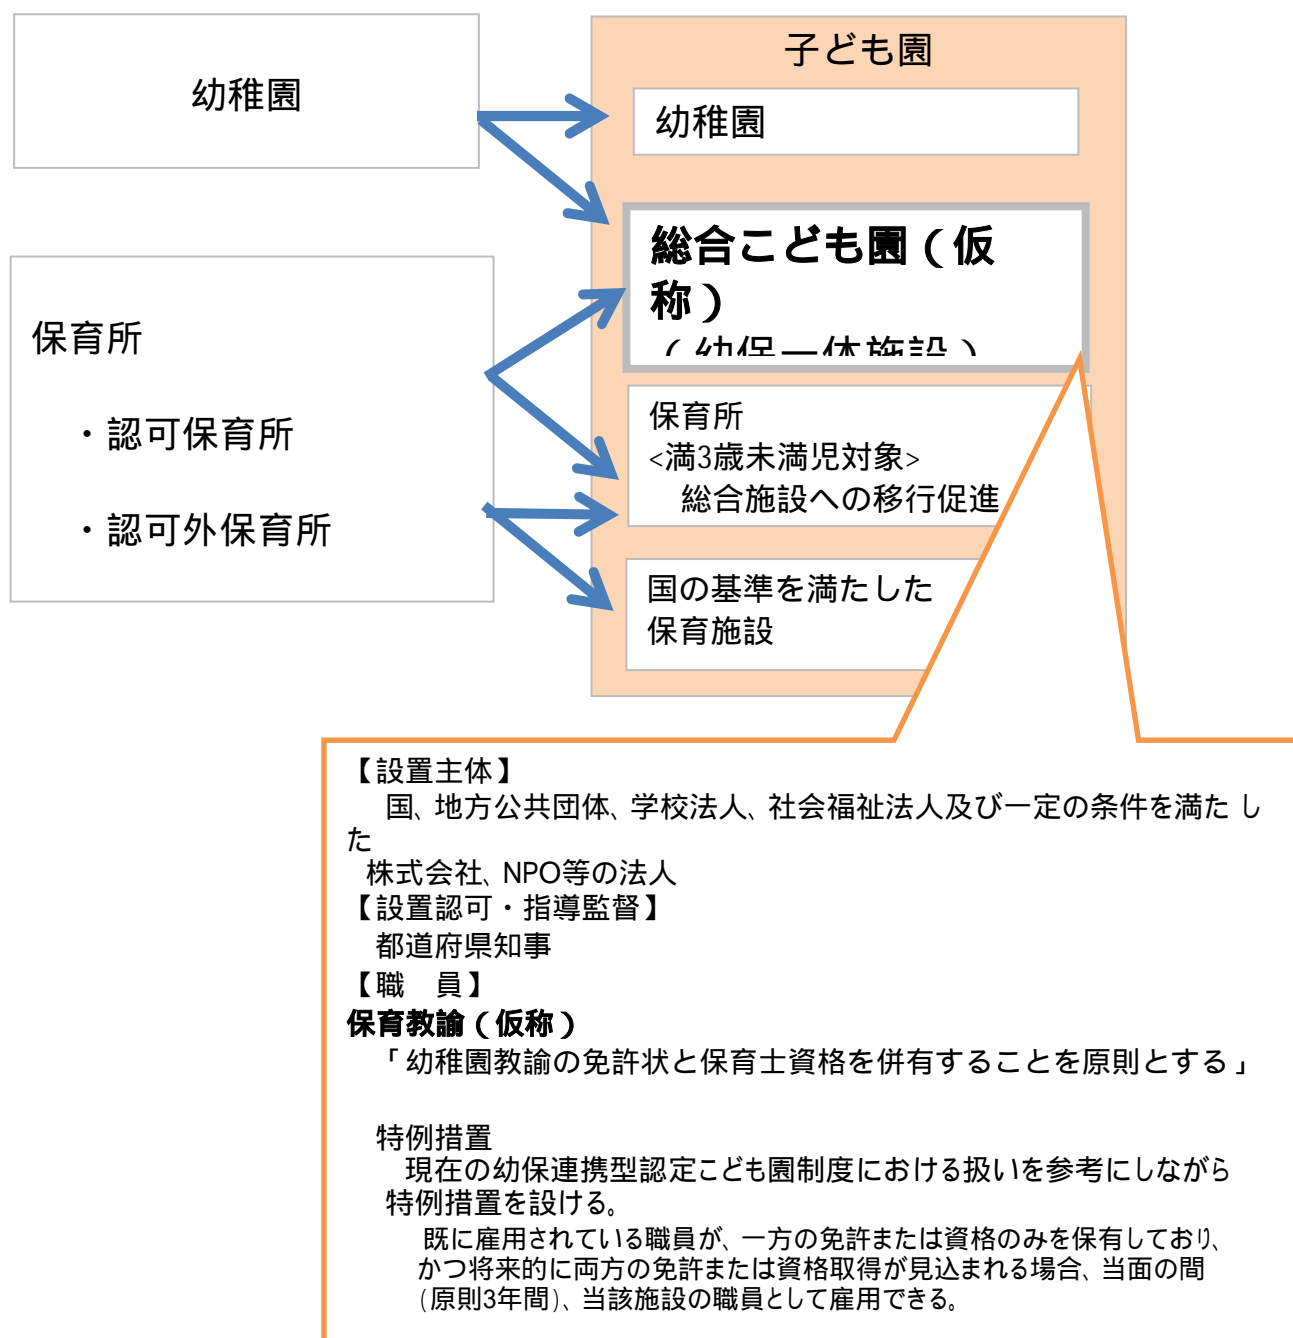 幼稚園
保育所
・認可保育所
・認可外保育所
子ども園
幼稚園
総合こども園（仮
称）
（幼保一体施設）
保育所
<満3歳未満児対象>
総合施設への移行促進
国の基準を満たした
保育施設
【設置主体】
国、地方公共団体、学校法人、社会福祉法人及び一定の条件を満たし
た
株式会社、NPO等の法人
【設置認可・指導監督】
都道府県知事
【職　員】
保育教諭（仮称）
「幼稚園教諭の免許状と保育士資格を併有することを原則とする」
特例措置
現在の幼保連携型認定こども園制度における扱いを参考にしながら
特例措置を設ける。
既に雇用されている職員が、一方の免許または資格のみを保有しており、
かつ将来的に両方の免許または資格取得が見込まれる場合、当面の間
(原則3年間)、当該施設の職員として雇用できる。